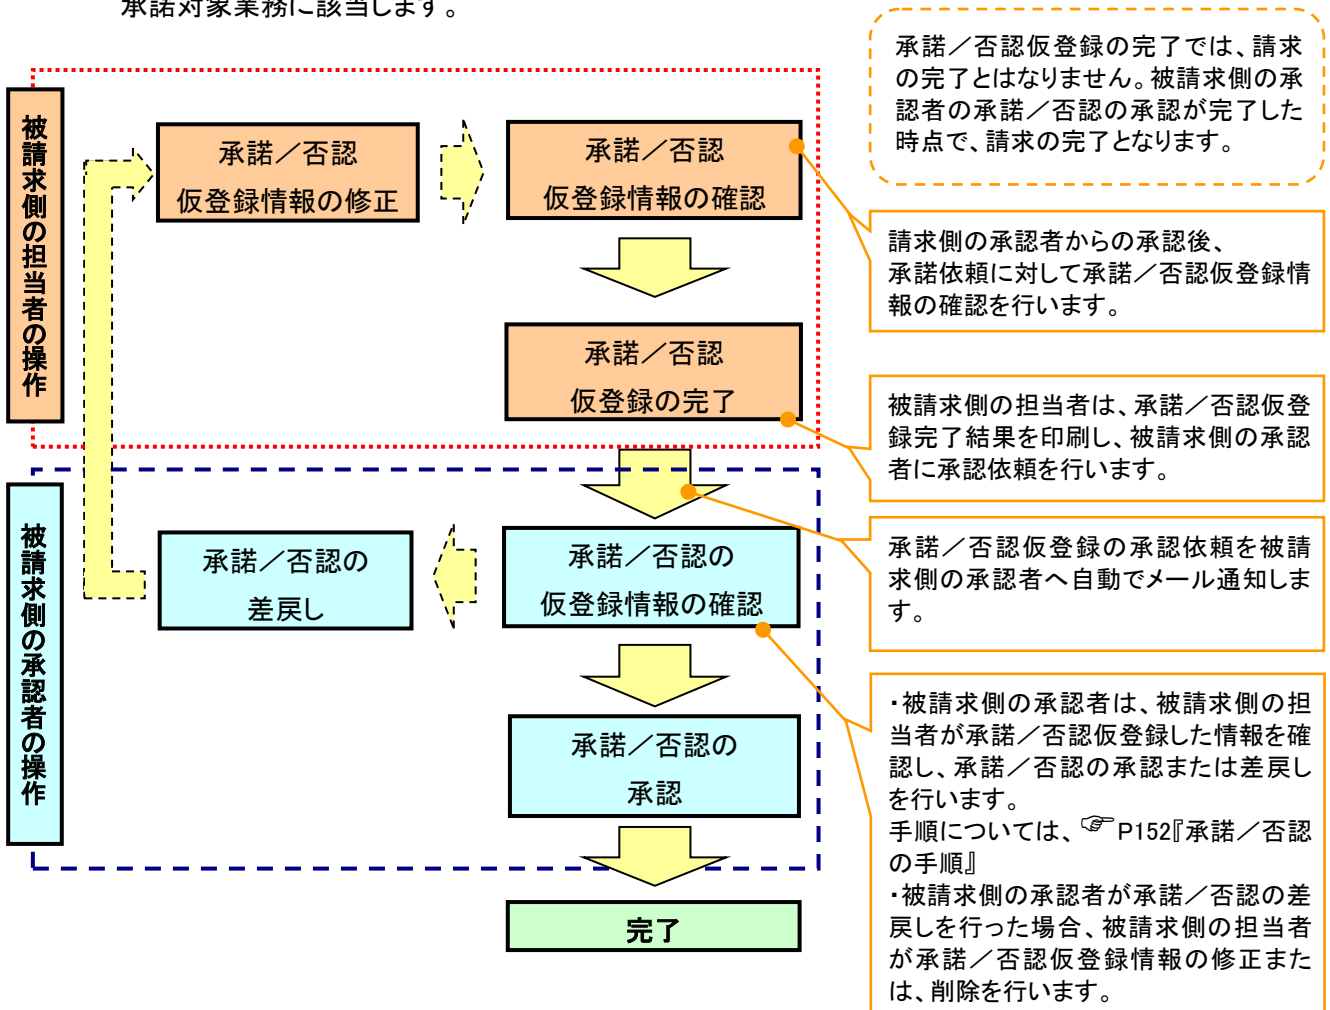 承諾対象業務に該当します。
承諾／否認仮登録の完了では、請求
の完了とはなりません。被請求側の承
認者の承諾／否認の承認が完了した
時点で、請求の完了となります。
被請求側の担当者の操作
承諾／否認
仮登録情報の修正
承諾／否認
仮登録情報の確認
請求側の承認者からの承認後、
承諾依頼に対して承諾／否認仮登録情
報の確認を行います。
承諾／否認
仮登録の完了
被請求側の担当者は、承諾／否認仮登
録完了結果を印刷し、被請求側の承認
者に承認依頼を行います。
被請求側の承認者の操作
承諾／否認の
差戻し
承諾／否認の
仮登録情報の確認
承諾／否認仮登録の承認依頼を被請
求側の承認者へ自動でメール通知しま
す。
承諾／否認の
承認
・被請求側の承認者は、被請求側の担
当者が承諾／否認仮登録した情報を確
認し、承諾／否認の承認または差戻し
を行います。
手順については、☞P152『承諾／否認
の手順』
・被請求側の承認者が承諾／否認の差
戻しを行った場合、被請求側の担当者
が承諾／否認仮登録情報の修正また
は、削除を行います。
完了